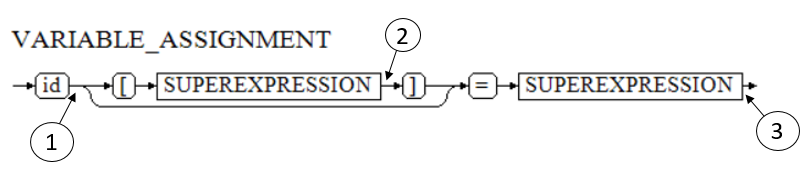 VARIABLE_ASSIGNMENT
2
id [ SUPEREXPRESSION ] = SUPEREXPRESSION
1
3